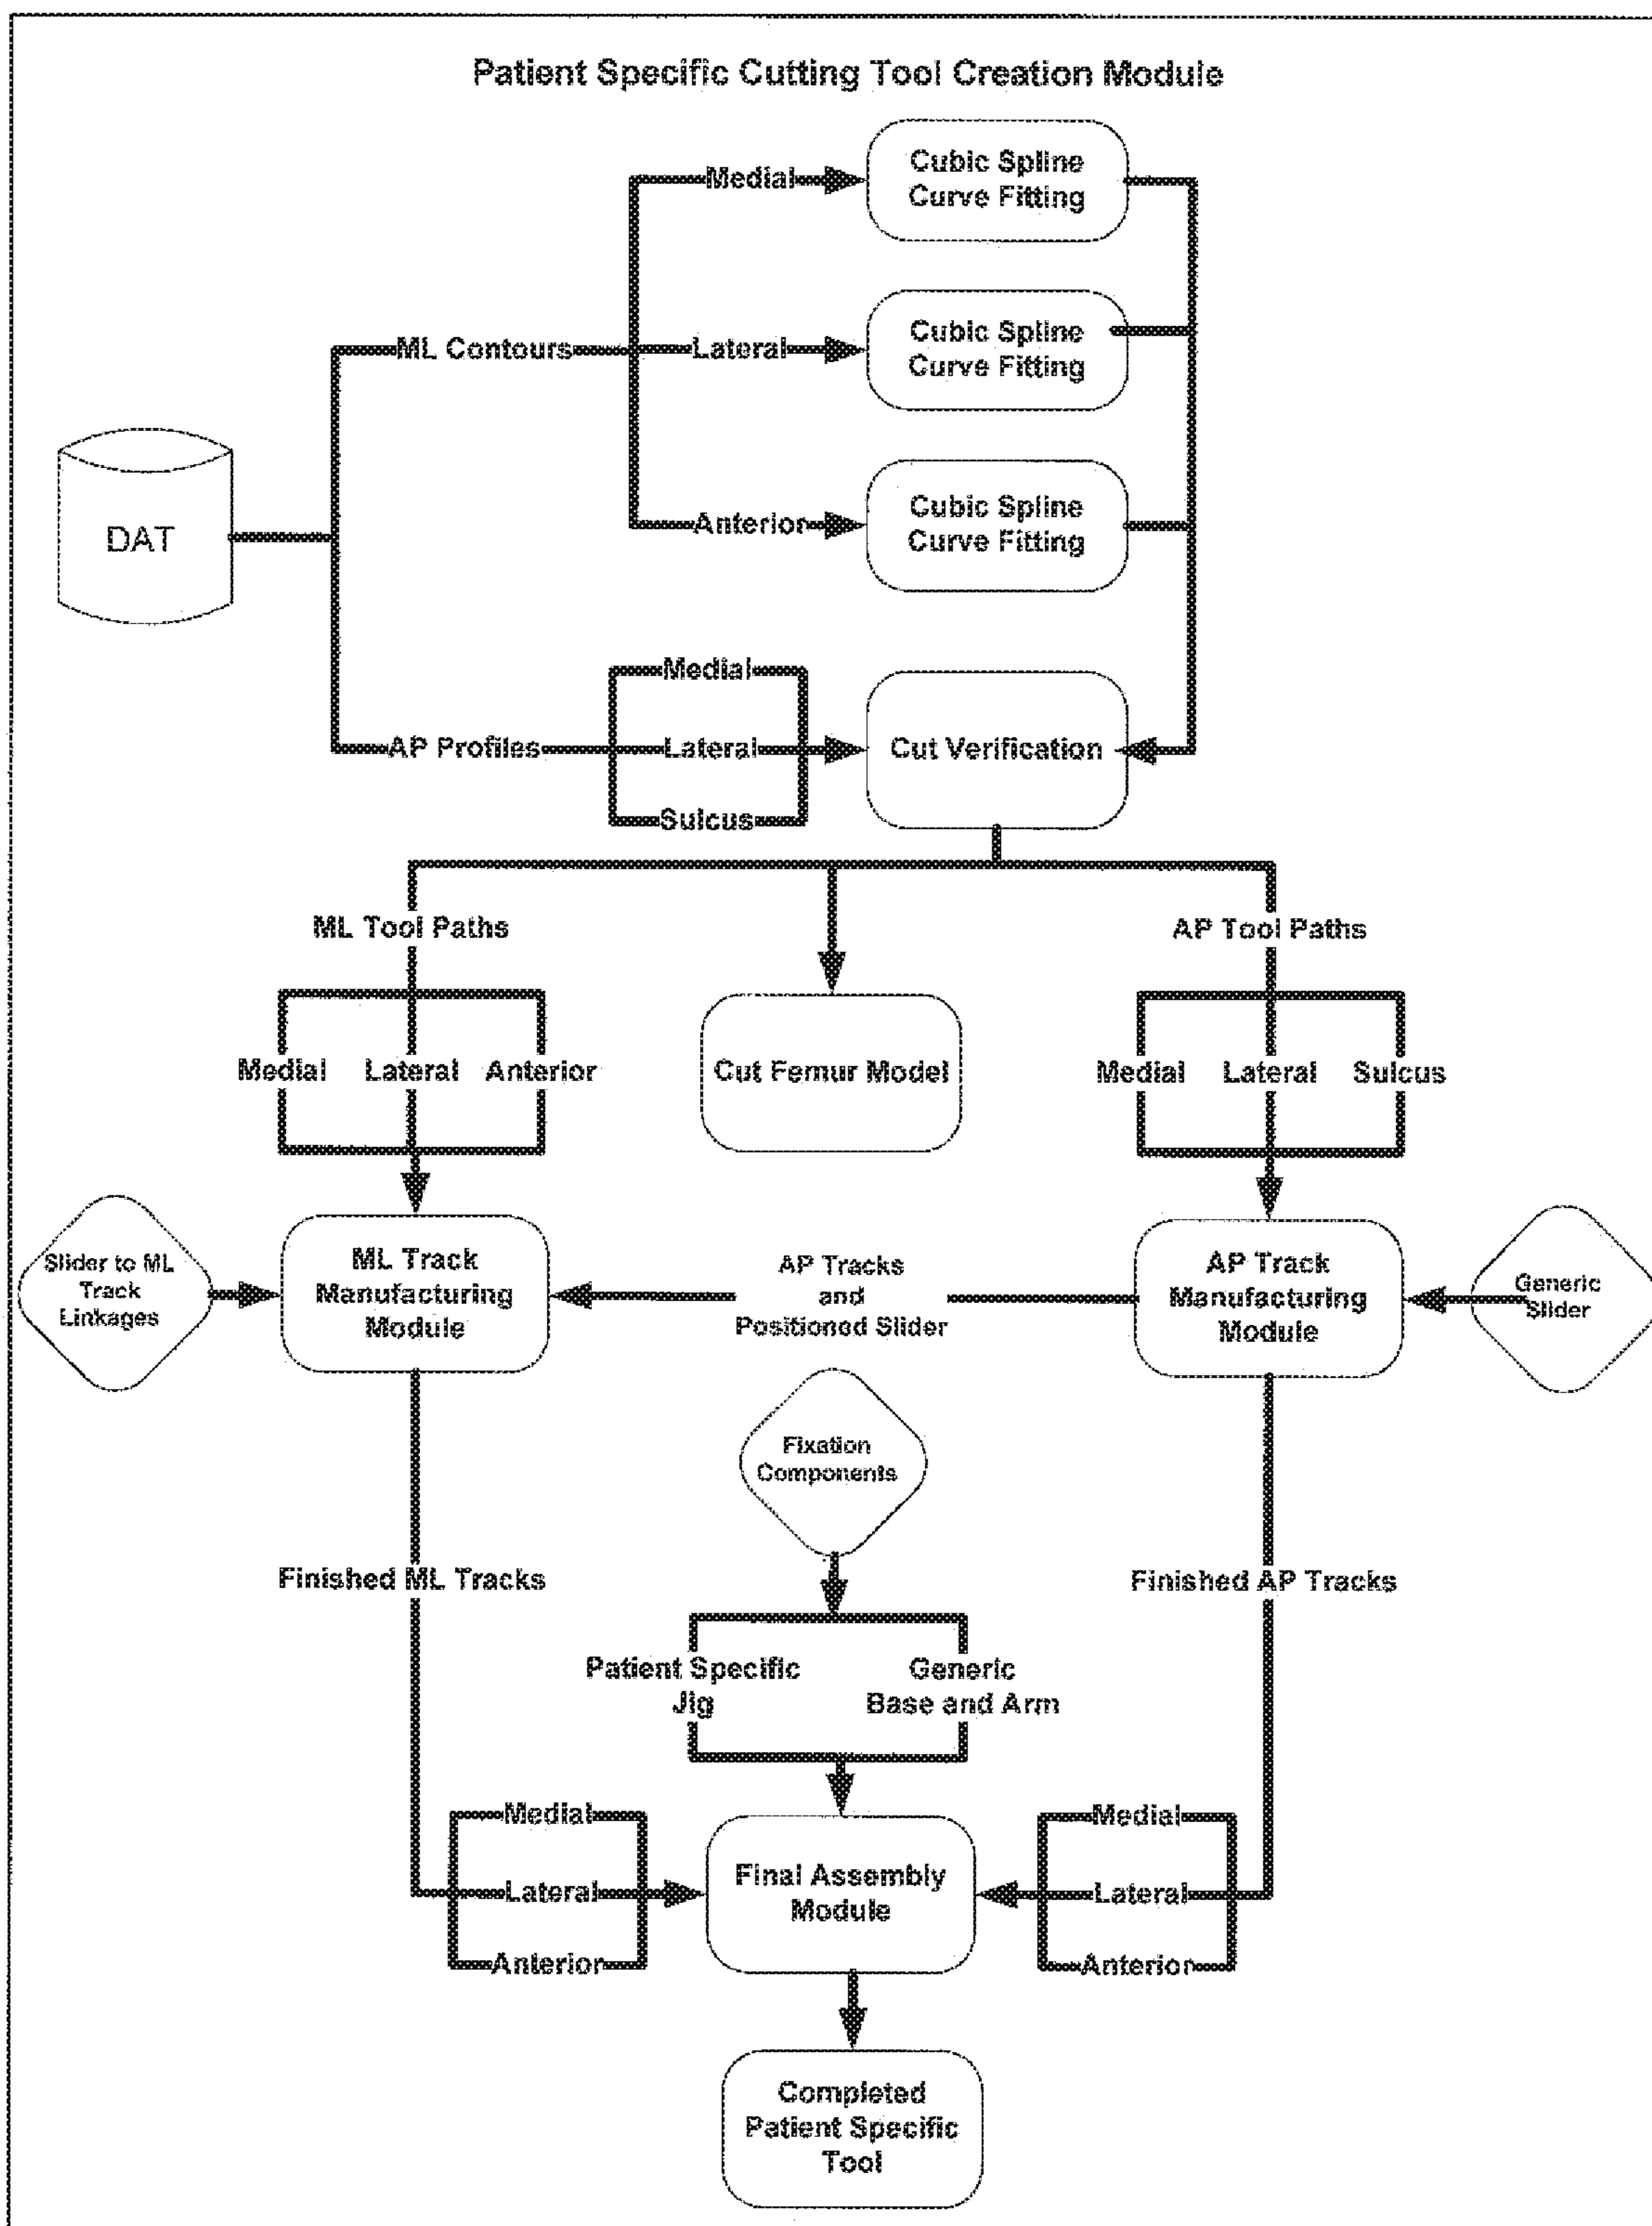 Patient Specific Cutting Tool Creation Module
Medial
Cubic Spline
Curve Fitting
ML Contours
Lateral
Cubic Spline
Curve Fitting
Anterior
Cubic Spline
Curve Fitting
DAT
AP Profiles
Medial
Lateral
Sulcus
Cut Verification
ML Tool Paths
AP Tool Paths
Medial
Lateral
Anterior
Cut Femur Model
Medial
Lateral
Sulcus
Slider to ML
Track
Linkages
ML Track
Manufacturing
Module
AP Tracks
and
Positioned Slider
AP Track
Manufacturing
Module
Generic
Slider
Fixation
Components
Finished ML Tracks
Finished AP Tracks
Patient Specific
Jig
Generic
Base and Arm
Medial
Lateral
Anterior
Final Assembly
Module
Medial
Lateral
Anterior
Completed
Patient Specific
Tool